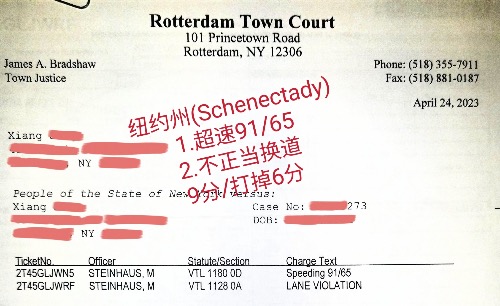 Rotterdam Town Court
101 Princetown Road
Rotterdam, NY 12306
James A. Bradshaw
Town Justice
Phone: (518) 355-7911
Fax: (518) 881-0187
April 24, 2023
纽约州(Schenectady)
1.超速91/65
2.不正当换道
9分/打掉6分
Xiang
NY
People of the State of New York versus:
Xiang
Case No: 273
DOB:
NY
TicketNo. Officer Statute/Section Charge Text
2T45GLJWN5 STEINHAUS, M VTL 1180 0D Speeding 91/65
2T45GLJWRF STEINHAUS, M VTL 1128 0A LANE VIOLATION